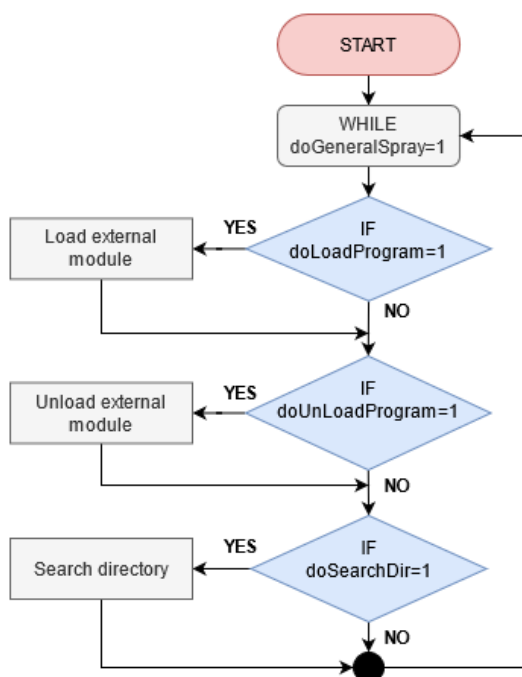 START
WHILE
doGeneralSpray=1
IF
doLoadProgram=1
YES
Load external
module
NO
IF
doUnLoadProgram=1
YES
Unload external
module
NO
IF
doSearchDir=1
YES
Search directory
NO